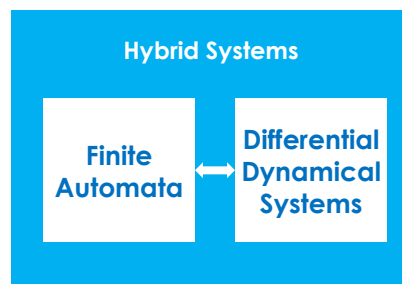 Hybrid Systems
Finite
Automata
Differential
Dynamical
Systems